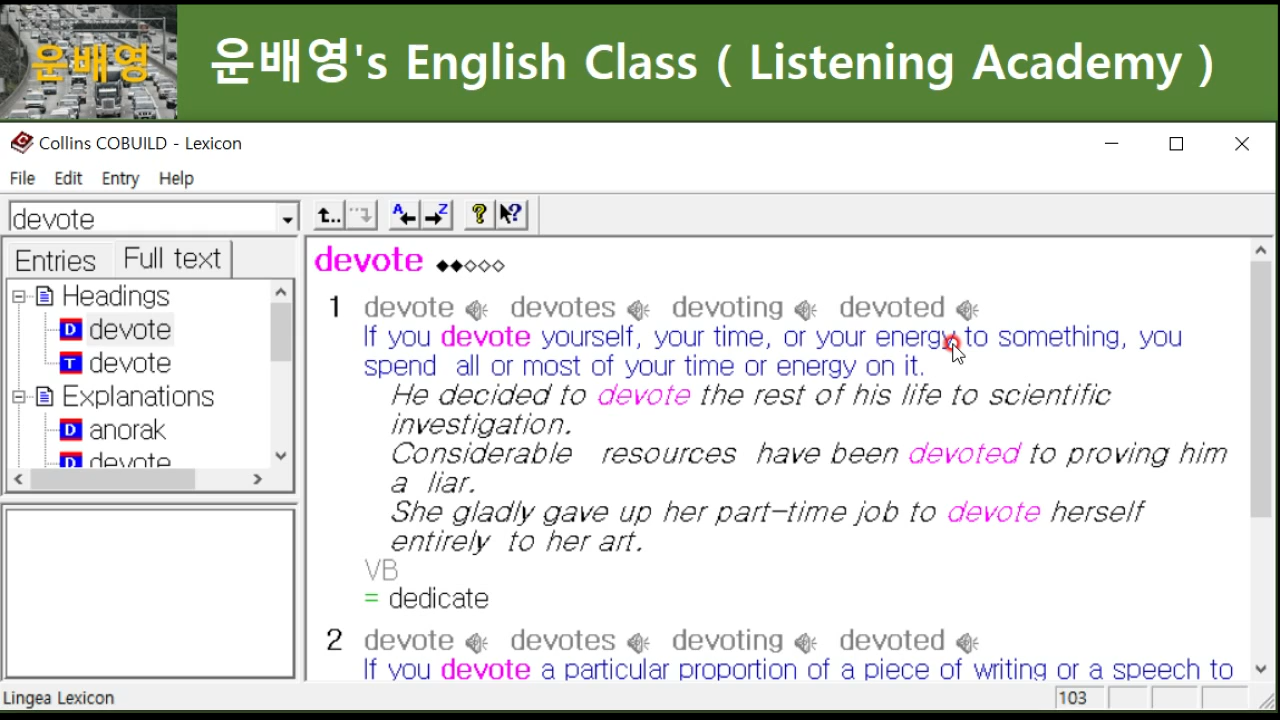 운배영
운배영's English Class ( Listening Academy )
Collins COBUILD - Lexicon
File Edit Entry Help
devote
Entries Full text
Headings
D devote
T devote
Explanations
D anorak
D devote
devote
1 devote devotes devoting devoted
If you devote yourself, your time, or your energy to something, you
spend all or most of your time or energy on it.
He decided to devote the rest of his life to scientific
investigation.
Considerable resources have been devoted to proving him
a liar.
She gladly gave up her part-time job to devote herself
entirely to her art.
VB
= dedicate
2 devote devotes devoting devoted
If you devote a particular proportion of a piece of writing or a speech to
Lingea Lexicon
103